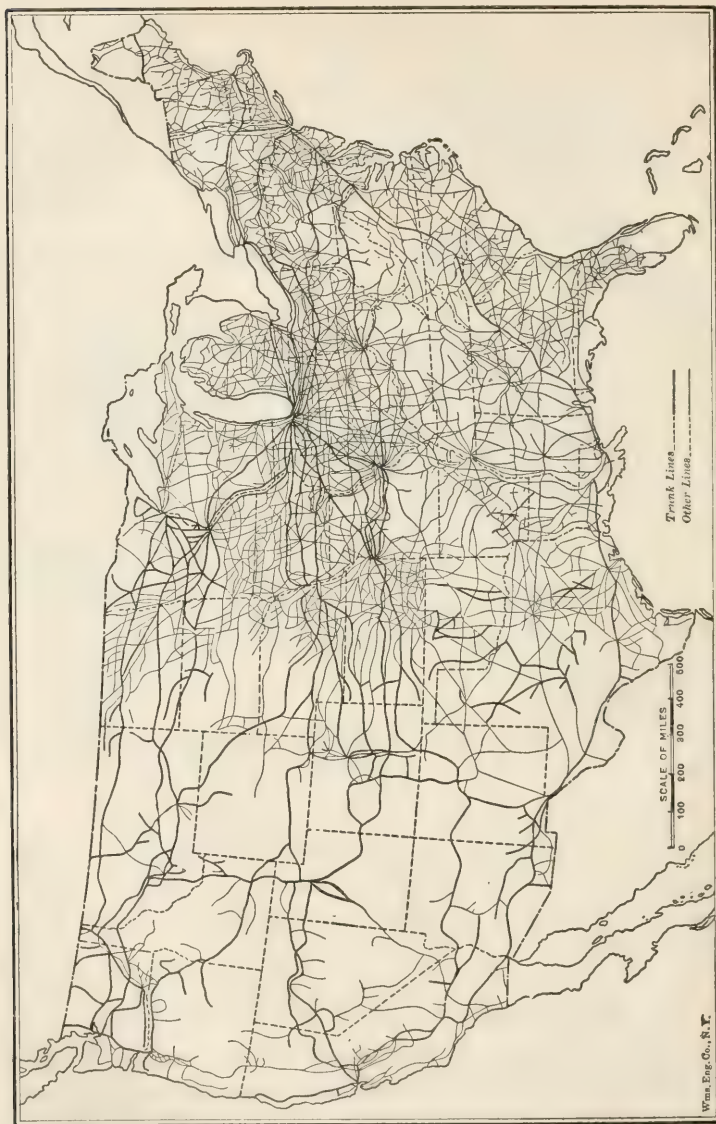 Trunk Lines
Other Lines
SCALE OF MILES
0 100 200 300 400 500
Wms. Eng. Co., N.Y.